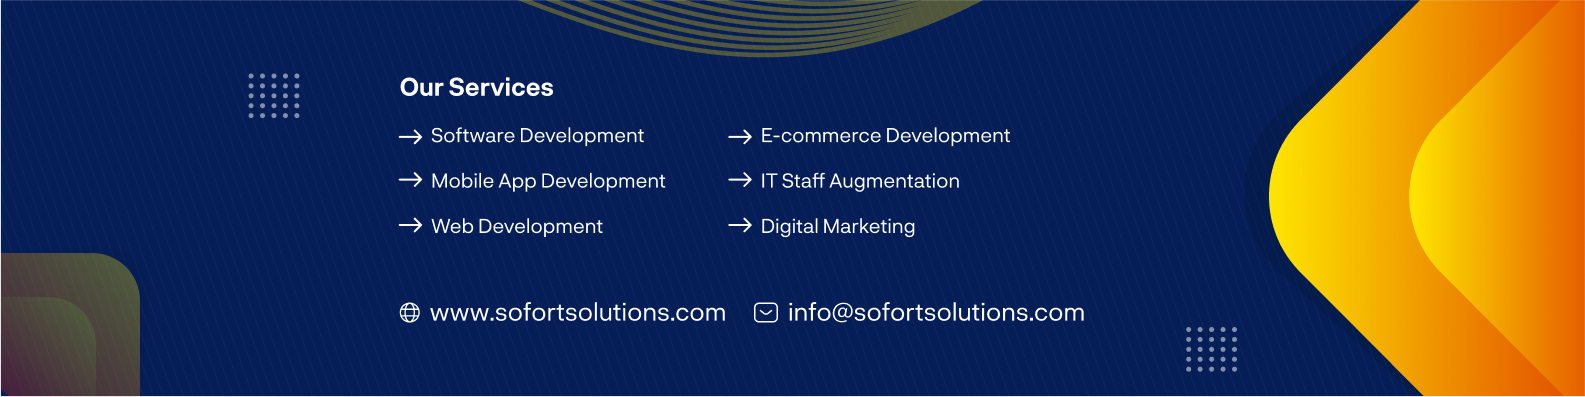 Our Services
→ Software Development
→ Mobile App Development
→ Web Development
→ E-commerce Development
→ IT Staff Augmentation
→ Digital Marketing
www.sofortsolutions.com
info@sofortsolutions.com